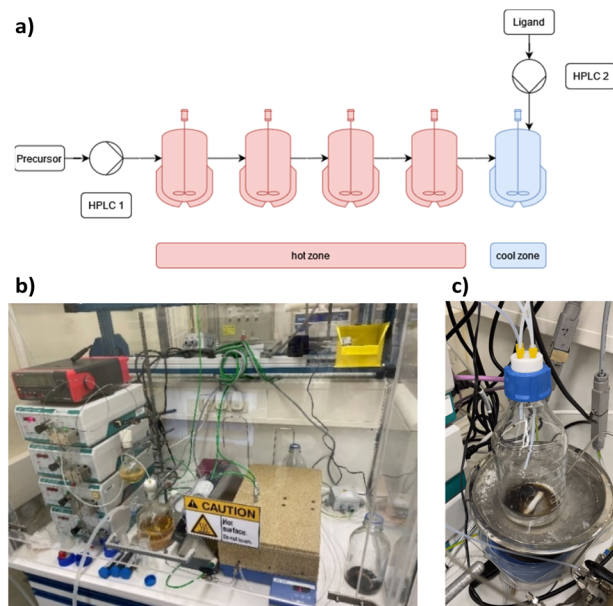 a)
Ligand
HPLC 2
Precursor
HPLC 1
hot zone
cool zone
b)
c)
CAUTION
Hot
surface.
Do not touch.